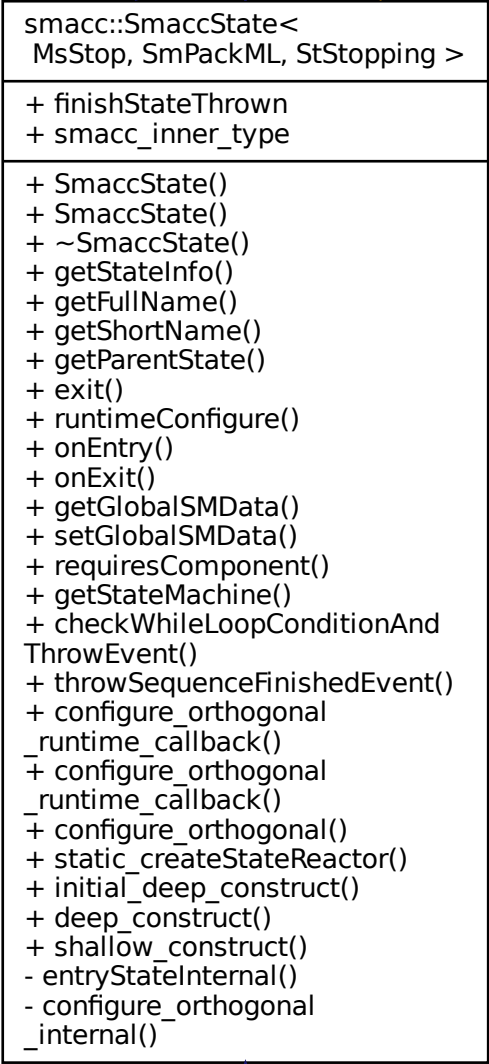 smacc::SmaccState<
MsStop, SmPackML, StStopping >
+ finishStateThrown
+ smacc_inner_type
+ SmaccState()
+ SmaccState()
+ ~SmaccState()
+ getStateInfo()
+ getFullName()
+ getShortName()
+ getParentState()
+ exit()
+ runtimeConfigure()
+ onEntry()
+ onExit()
+ getGlobalSMData()
+ setGlobalSMData()
+ requiresComponent()
+ getStateMachine()
+ checkWhileLoopConditionAnd
ThrowEvent()
+ throwSequenceFinishedEvent()
+ configure_orthogonal
_runtime_callback()
+ configure_orthogonal
_runtime_callback()
+ configure_orthogonal()
+ static_createStateReactor()
+ initial_deep_construct()
+ deep_construct()
+ shallow_construct()
- entryStateInternal()
- configure_orthogonal
_internal()